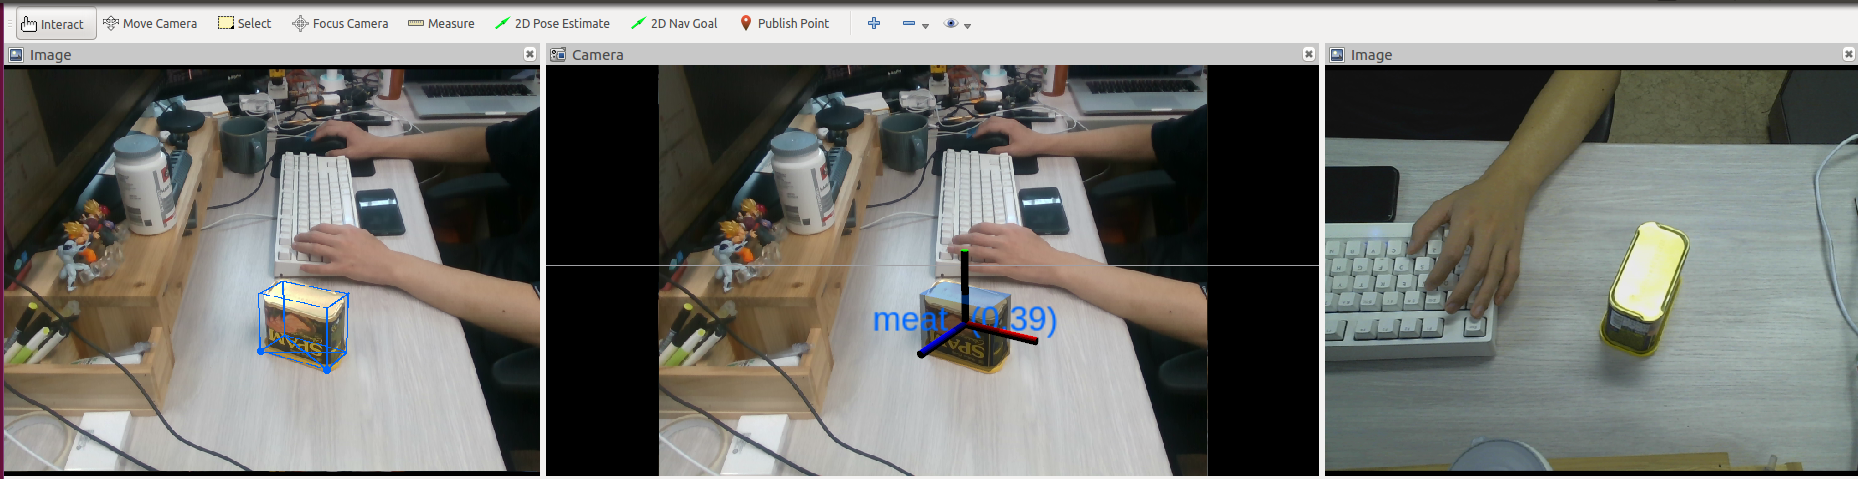 Interact
Move Camera
Select
Focus Camera
Measure
2D Pose Estimate
2D Nav Goal
Publish Point
Image
Camera
Image
SPAM
meat (0.39)
SPAM